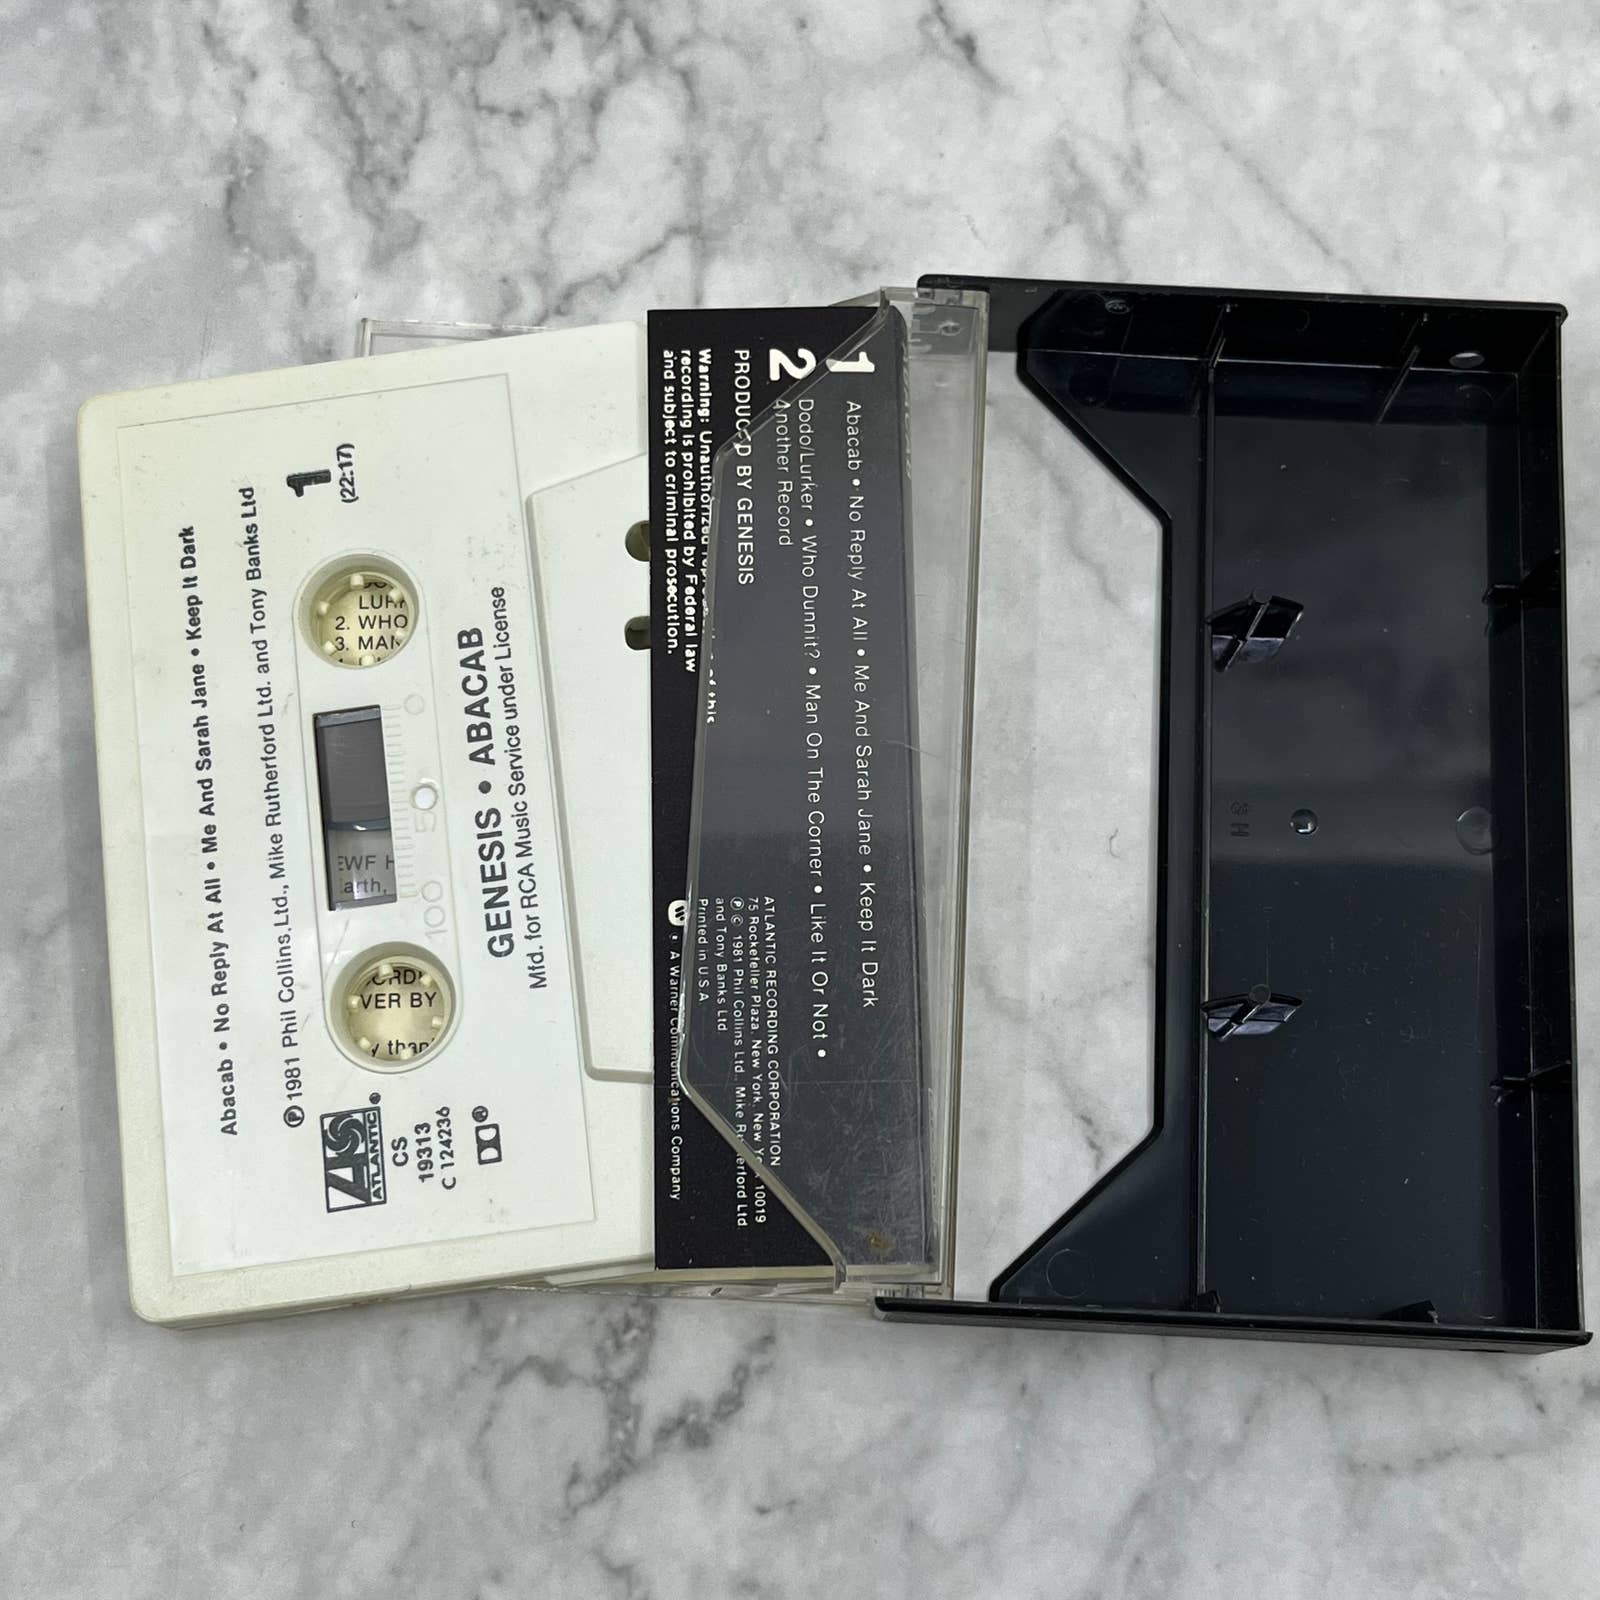 Abacab • No Reply At All • Me And Sarah Jane • Keep It Dark
℗ 1981 Phil Collins, Ltd., Mike Rutherford Ltd. and Tony Banks Ltd
1
(22:17)
2. WHO
VER BY
0
50
100
ATLANTIC®
CS
19313
C 124236
GENESIS • ABACAB
Mfd. for RCA Music Service under License
1 Abacab • No Reply At All • Me And Sarah Jane • Keep It Dark
2 Dodo/Lurker • Who Dunnit? • Man On The Corner • Like It Or Not •
Another Record
PRODUCED BY GENESIS
Warning: Unauthorized of this
recording is prohibited by Federal law
and subject to criminal prosecution.
ATLANTIC RECORDING CORPORATION
75 Rockefeller Plaza, New York, New York 10019
℗ © 1981 Phil Collins Ltd., Mike Rutherford Ltd.
and Tony Banks Ltd
Printed in U.S.A.
A Warner Communications Company
H